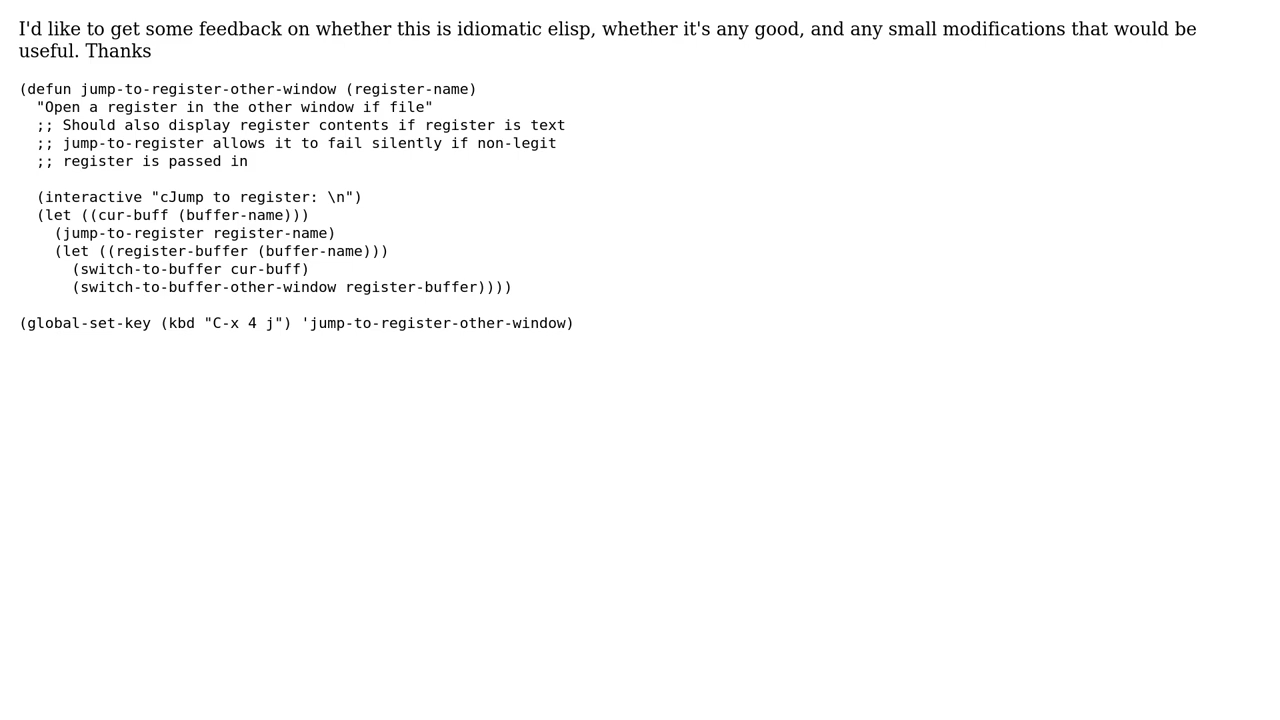 I'd like to get some feedback on whether this is idiomatic elisp, whether it's any good, and any small modifications that would be
useful. Thanks
(defun jump-to-register-other-window (register-name)
  "Open a register in the other window if file"
  ;; Should also display register contents if register is text
  ;; jump-to-register allows it to fail silently if non-legit
  ;; register is passed in
  (interactive "cJump to register: \n")
  (let ((cur-buff (buffer-name)))
    (jump-to-register register-name)
    (let ((register-buffer (buffer-name)))
      (switch-to-buffer cur-buff)
      (switch-to-buffer-other-window register-buffer))))
(global-set-key (kbd "C-x 4 j") 'jump-to-register-other-window)